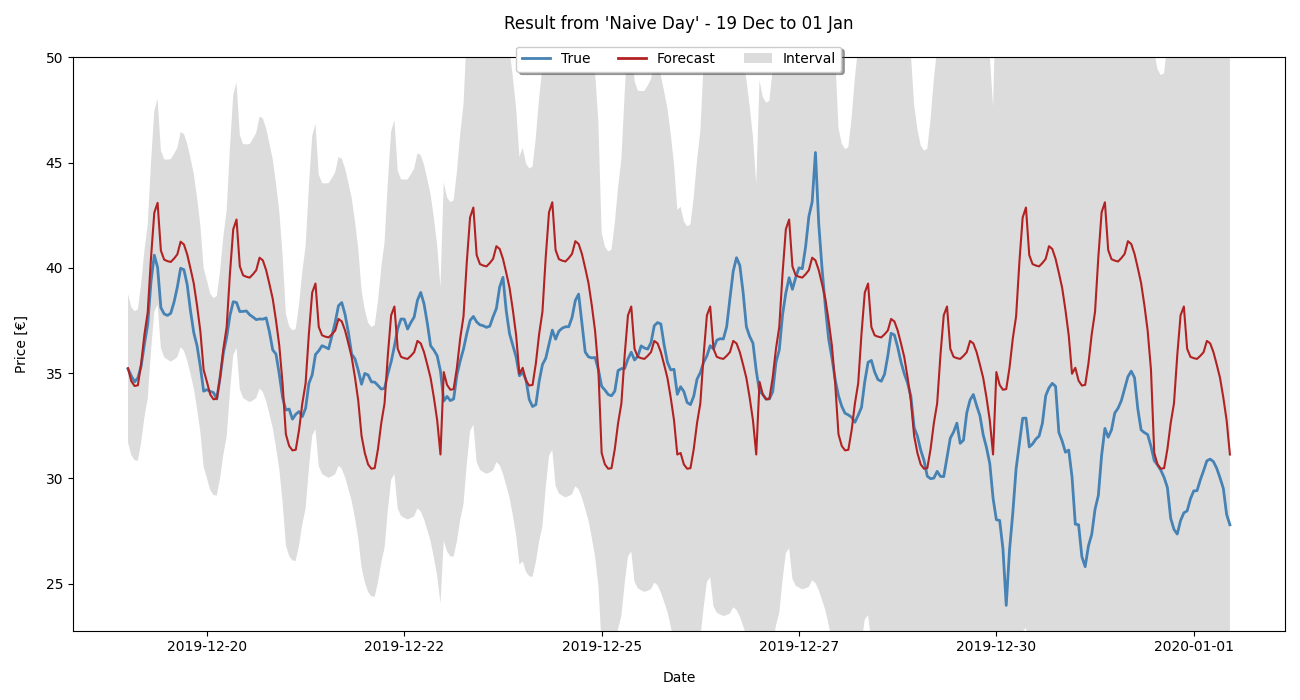 Result from 'Naive Day' - 19 Dec to 01 Jan
True Forecast Interval
Price [€]
50
45
40
35
30
25
2019-12-20 2019-12-22 2019-12-25 2019-12-27 2019-12-30 2020-01-01
Date